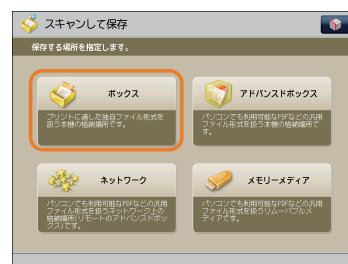 スキャンして保存
保存する場所を指定します。
ボックス
プリントに適した独自ファイル形式を
扱う本機の格納場所です。
アドバンスドボックス
パソコンでも利用可能なPDFなどの汎用
ファイル形式を扱う本機の格納場所で
す。
ネットワーク
パソコンでも利用可能なPDFなどの汎用
ファイル形式を扱うネットワーク上の
格納場所(リモートのアドバンスドボッ
クス)です。
メモリーメディア
パソコンでも利用可能なPDFなどの汎用
ファイル形式を扱うリムーバブルメ
ディアです。